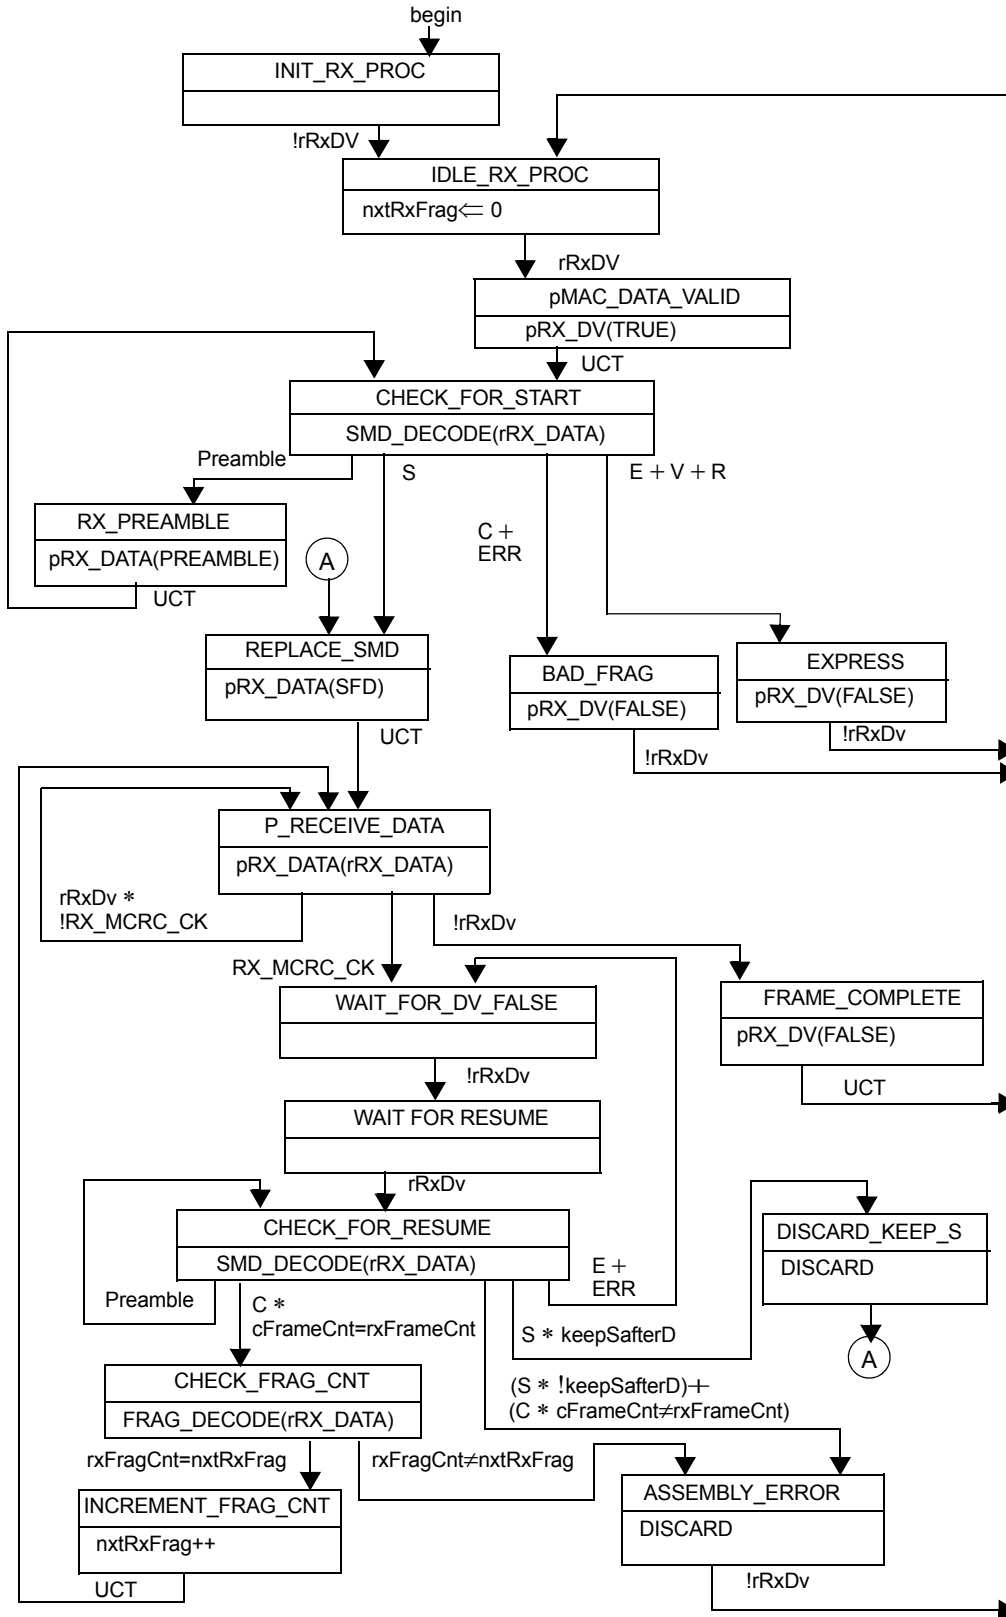 begin
INIT_RX_PROC
!rRxDV
IDLE_RX_PROC
nxtRxFrag⇐ 0
rRxDV
pMAC_DATA_VALID
pRX_DV(TRUE)
UCT
CHECK_FOR_START
SMD_DECODE(rRX_DATA)
Preamble
S
E + V + R
RX_PREAMBLE
pRX_DATA(PREAMBLE)
UCT
A
C +
ERR
REPLACE_SMD
pRX_DATA(SFD)
UCT
BAD_FRAG
pRX_DV(FALSE)
!rRxDv
EXPRESS
pRX_DV(FALSE)
!rRxDv
P_RECEIVE_DATA
pRX_DATA(rRX_DATA)
rRxDv *
!RX_MCRC_CK
!rRxDv
RX_MCRC_CK
WAIT_FOR_DV_FALSE
!rRxDv
FRAME_COMPLETE
pRX_DV(FALSE)
UCT
WAIT FOR RESUME
rRxDv
CHECK_FOR_RESUME
SMD_DECODE(rRX_DATA)
Preamble
C *
cFrameCnt=rxFrameCnt
E +
ERR
S * keepSafterD
DISCARD_KEEP_S
DISCARD
A
(S * !keepSafterD)+
(C * cFrameCnt≠rxFrameCnt)
CHECK_FRAG_CNT
FRAG_DECODE(rRX_DATA)
rxFragCnt=nxtRxFrag
rxFragCnt≠nxtRxFrag
INCREMENT_FRAG_CNT
nxtRxFrag++
UCT
ASSEMBLY_ERROR
DISCARD
!rRxDv